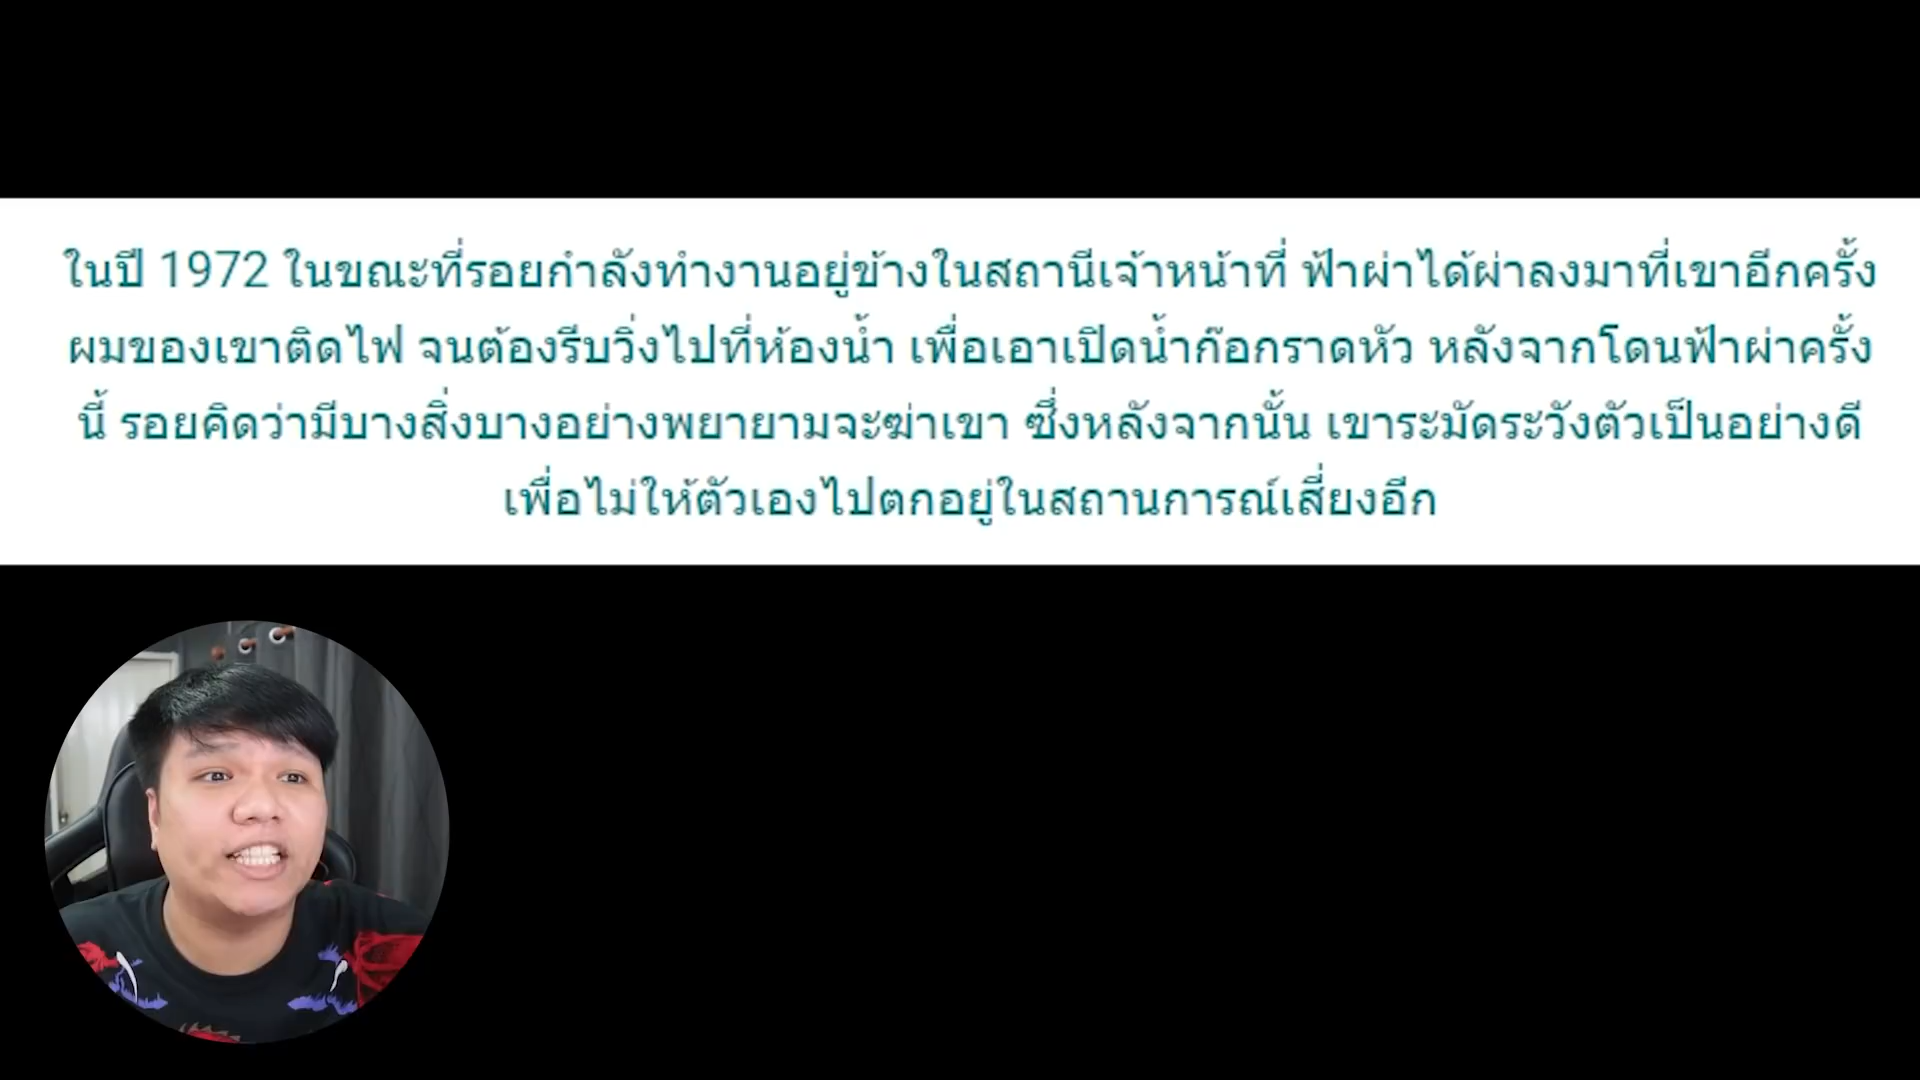 ในปี 1972 ในขณะที่รอยกำลังทำงานอยู่ข้างในสถานีเจ้าหน้าที่ ฟ้าผ่าได้ผ่าลงมาที่เขาอีกครั้ง
ผมของเขาติดไฟ จนต้องรีบวิ่งไปที่ห้องน้ำ เพื่อเอาเปิดน้ำก๊อกราดหัว หลังจากโดนฟ้าผ่าครั้ง
นี้ รอยคิดว่ามีบางสิ่งบางอย่างพยายามจะฆ่าเขา ซึ่งหลังจากนั้น เขาระมัดระวังตัวเป็นอย่างดี
เพื่อไม่ให้ตัวเองไปตกอยู่ในสถานการณ์เสี่ยงอีก